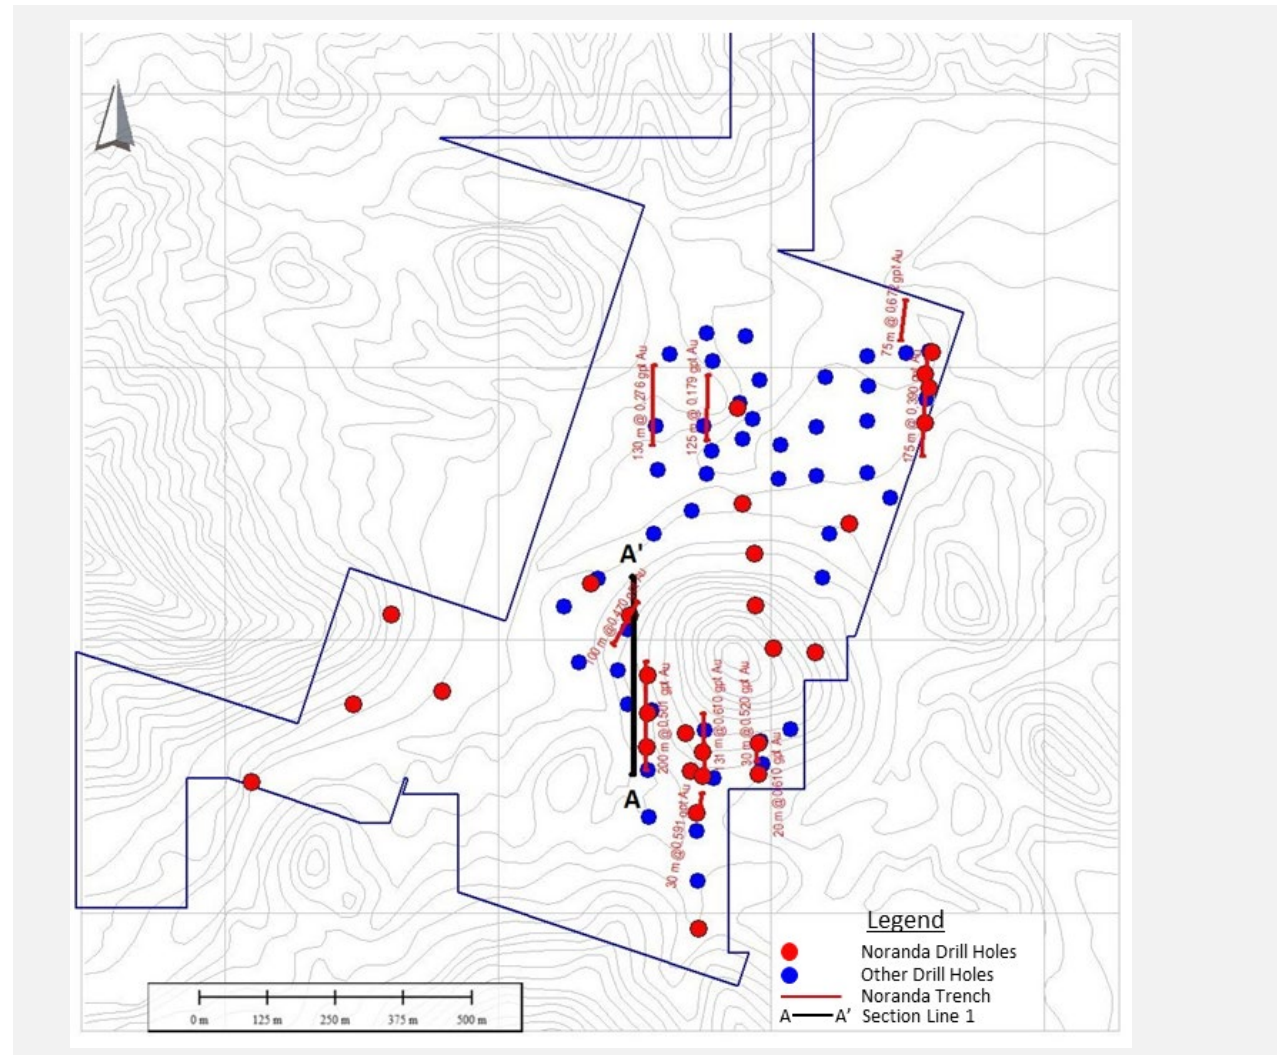 75 m @ 0.672 gpt Au
130 m @ 0.276 gpt Au
125 m @ 0.179 gpt Au
175 m @ 0.390 gpt Au
A'
100 m @0.470 gpt Au
200 m @0.501 gpt Au
131 m @0.610 gpt Au
30 m @0.520 gpt Au
20 m @0.610 gpt Au
A
30 m @0.591 gpt Au
Legend
Noranda Drill Holes
Other Drill Holes
Noranda Trench
A A' Section Line 1
0 m 125 m 250 m 375 m 500 m